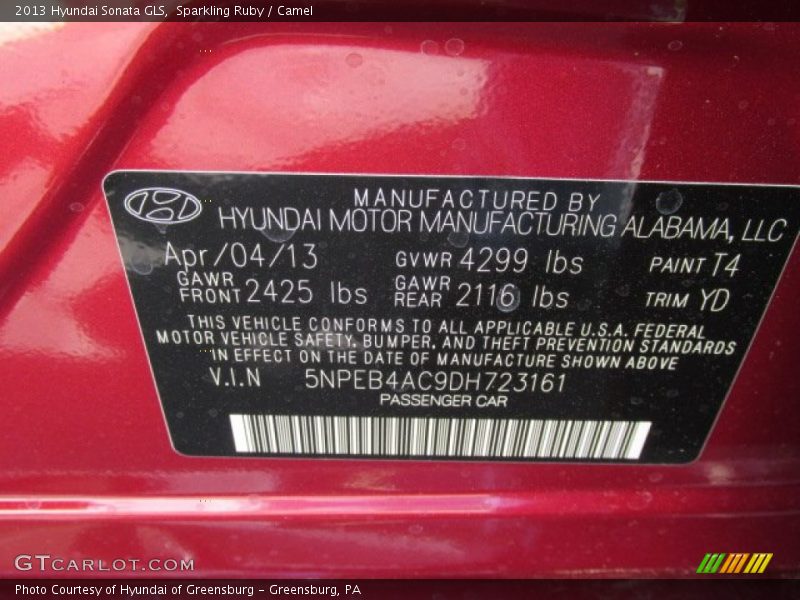 2013 Hyundai Sonata GLS, Sparkling Ruby / Camel
MANUFACTURED BY
HYUNDAI MOTOR MANUFACTURING ALABAMA, LLC
Apr/04/13 GVWR 4299 lbs PAINT T4
GAWR FRONT 2425 lbs GAWR REAR 2116 lbs TRIM YD
THIS VEHICLE CONFORMS TO ALL APPLICABLE U.S.A. FEDERAL
MOTOR VEHICLE SAFETY, BUMPER, AND THEFT PREVENTION STANDARDS
IN EFFECT ON THE DATE OF MANUFACTURE SHOWN ABOVE
V.I.N 5NPEB4AC9DH723161
PASSENGER CAR
GTCARLOT.COM
Photo Courtesy of Hyundai of Greensburg - Greensburg, PA